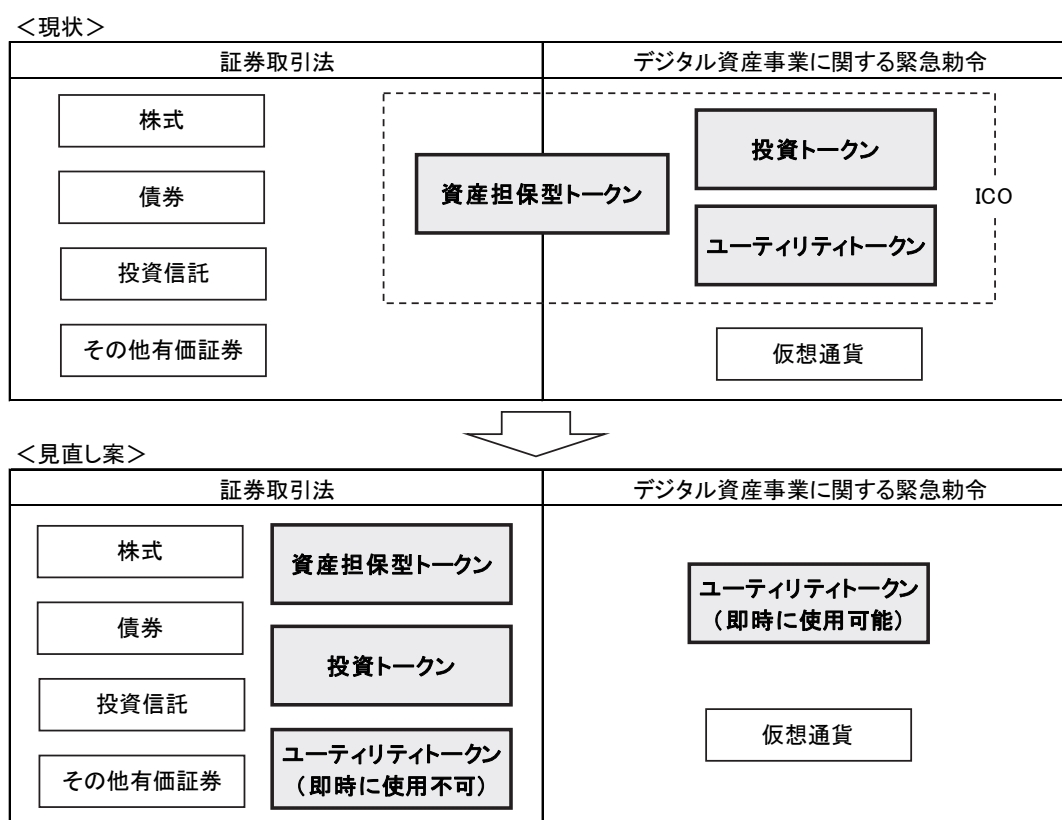 ＜現状＞
証券取引法
デジタル資産事業に関する緊急勅令
株式
債券
投資信託
その他有価証券
資産担保型トークン
投資トークン
ユーティリティトークン
ICO
仮想通貨
＜見直し案＞
証券取引法
デジタル資産事業に関する緊急勅令
株式
債券
投資信託
その他有価証券
資産担保型トークン
投資トークン
ユーティリティトークン
（即時に使用不可）
ユーティリティトークン
（即時に使用可能）
仮想通貨